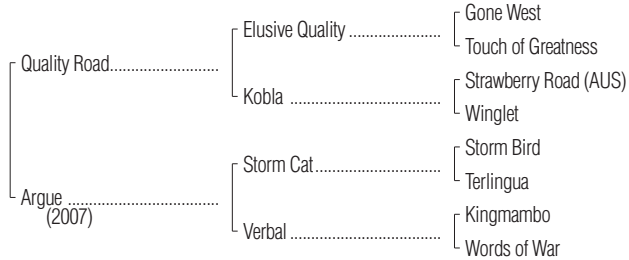 Gone West
Elusive Quality ....................
Touch of Greatness
Quality Road........................
Strawberry Road (AUS)
Kobla .................................
Winglet
Storm Bird
Storm Cat...........................
Terlingua
Argue .................................
(2007)
Kingmambo
Verbal .................................
Words of War